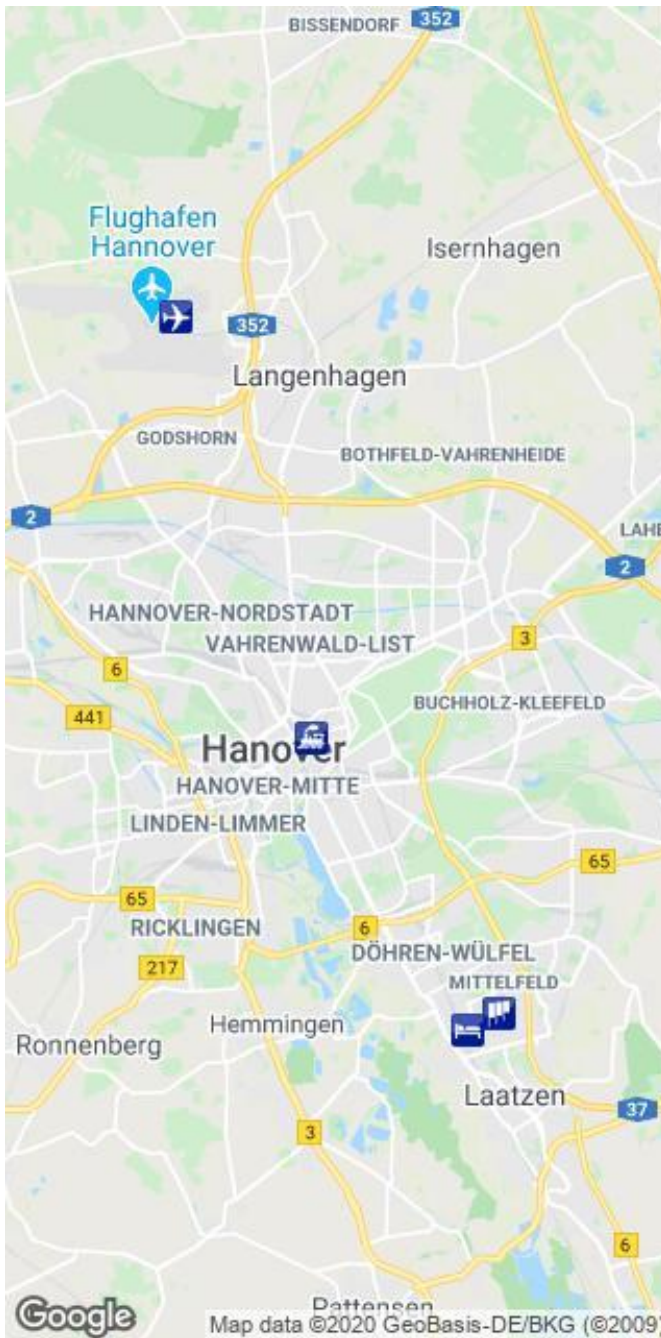 BISSENDORF
352
Flughafen
Hannover
Isernhagen
352
Langenhagen
GODSHORN
BOTHFELD-VAHRENHEIDE
2
LAHE
2
HANNOVER-NORDSTADT
3
VAHRENWALD-LIST
6
BUCHHOLZ-KLEEFELD
441
Hanover
HANOVER-MITTE
LINDEN-LIMMER
65
65
RICKLINGEN
6
DÖHREN-WÜLFEL
217
MITTELFELD
Hemmingen
Ronnenberg
Laatzen
37
3
6
Pattensen
Google
Map data ©2020 GeoBasis-DE/BKG (©2009